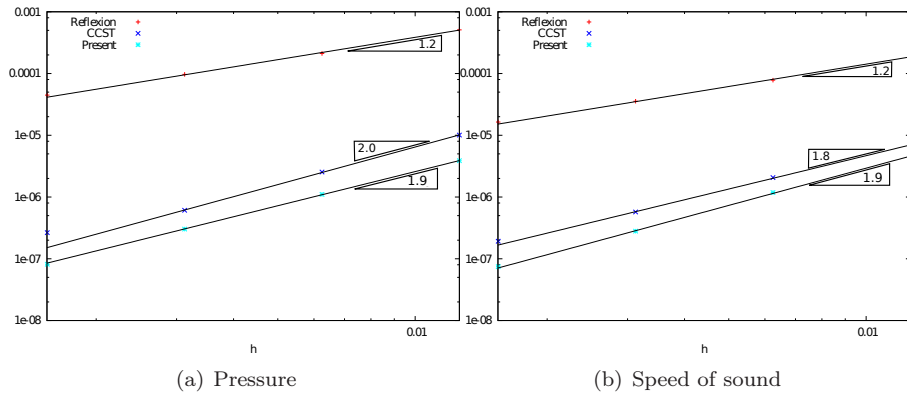 0.001
0.0001
1e-05
1e-06
1e-07
1e-08
Reflexion
CCST
Present
1.2
2.0
1.9
0.01
h
(a) Pressure
0.001
0.0001
1e-05
1e-06
1e-07
1e-08
Reflexion
CCST
Present
1.2
1.8
1.9
0.01
h
(b) Speed of sound